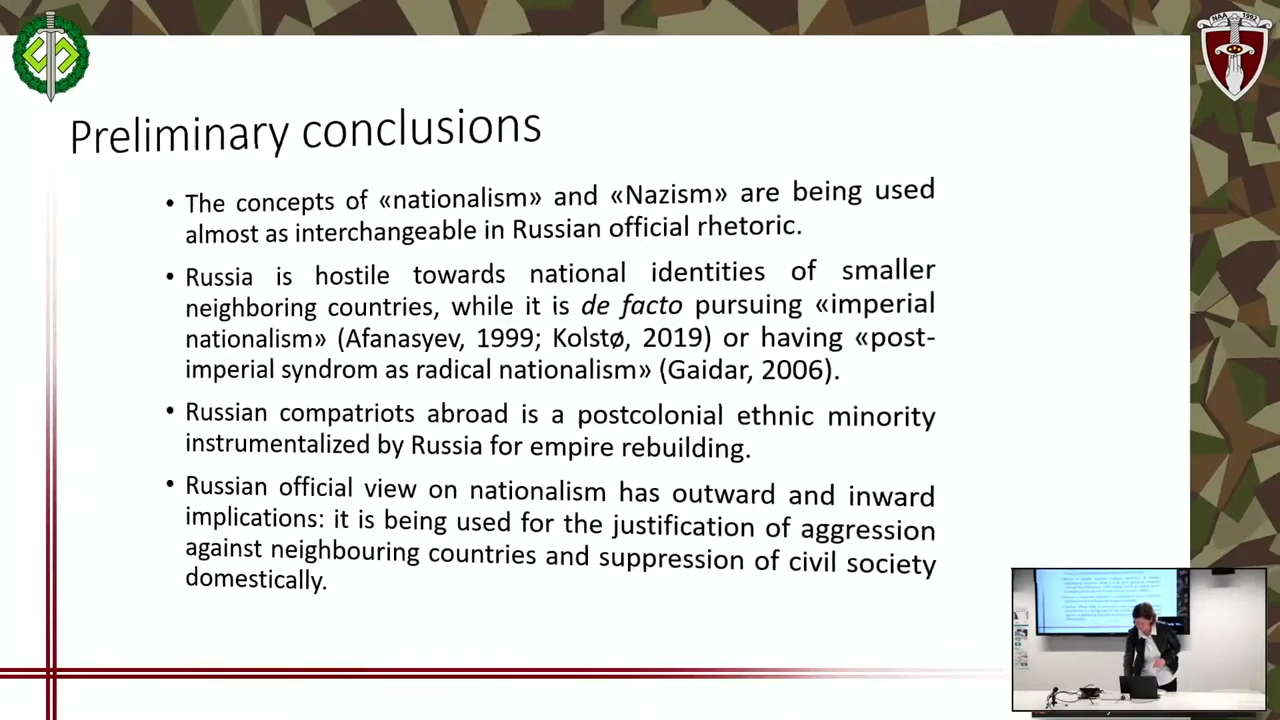 NAA 1992
Preliminary conclusions
• The concepts of «nationalism» and «Nazism» are being used
almost as interchangeable in Russian official rhetoric.
• Russia is hostile towards national identities of smaller
neighboring countries, while it is de facto pursuing «imperial
nationalism» (Afanasyev, 1999; Kolstø, 2019) or having «post-
imperial syndrom as radical nationalism» (Gaidar, 2006).
• Russian compatriots abroad is a postcolonial ethnic minority
instrumentalized by Russia for empire rebuilding.
• Russian official view on nationalism has outward and inward
implications: it is being used for the justification of aggression
against neighbouring countries and suppression of civil society
domestically.